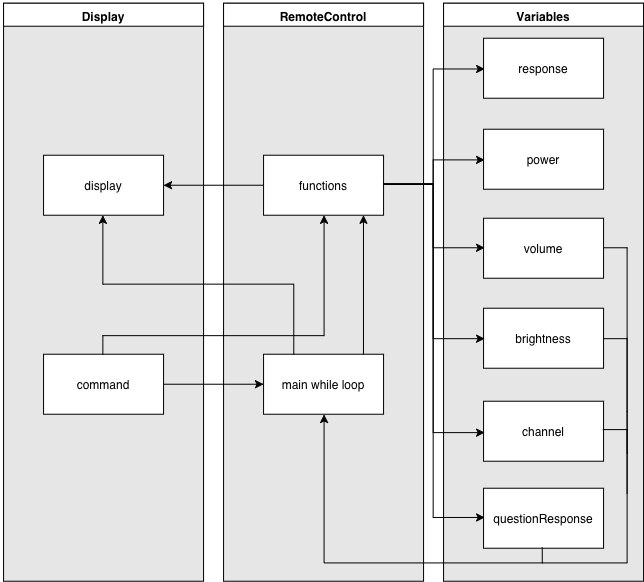 Display
RemoteControl
Variables
response
power
display
functions
volume
brightness
command
main while loop
channel
questionResponse